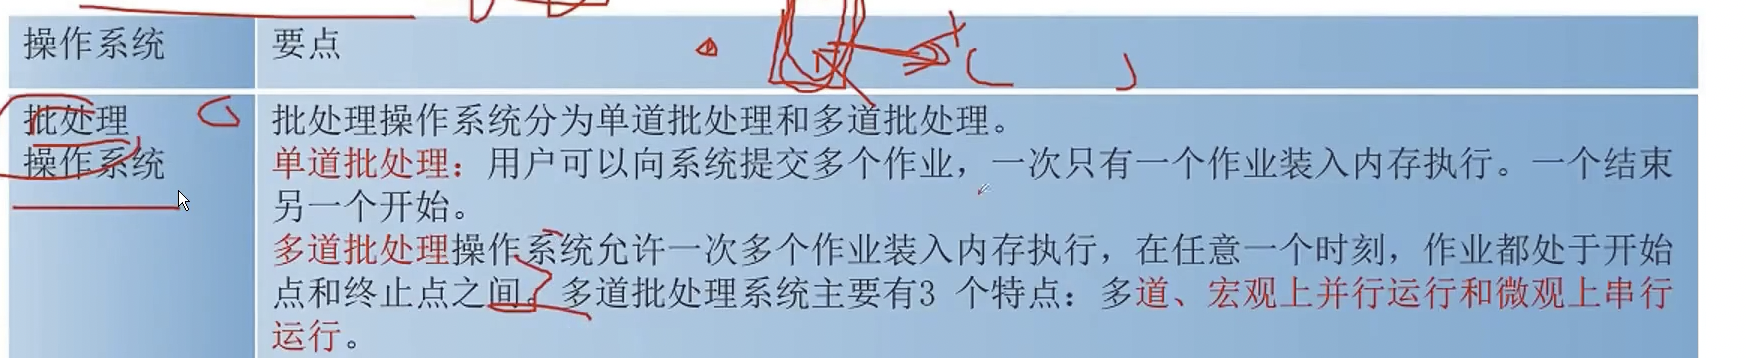 操作系统 要点
批处理
操作系统
批处理操作系统分为单道批处理和多道批处理。
单道批处理：用户可以向系统提交多个作业，一次只有一个作业装入内存执行。一个结束
另一个开始。
多道批处理操作系统允许一次多个作业装入内存执行，在任意一个时刻，作业都处于开始
点和终止点之间。多道批处理系统主要有3 个特点：多道、宏观上并行运行和微观上串行
运行。